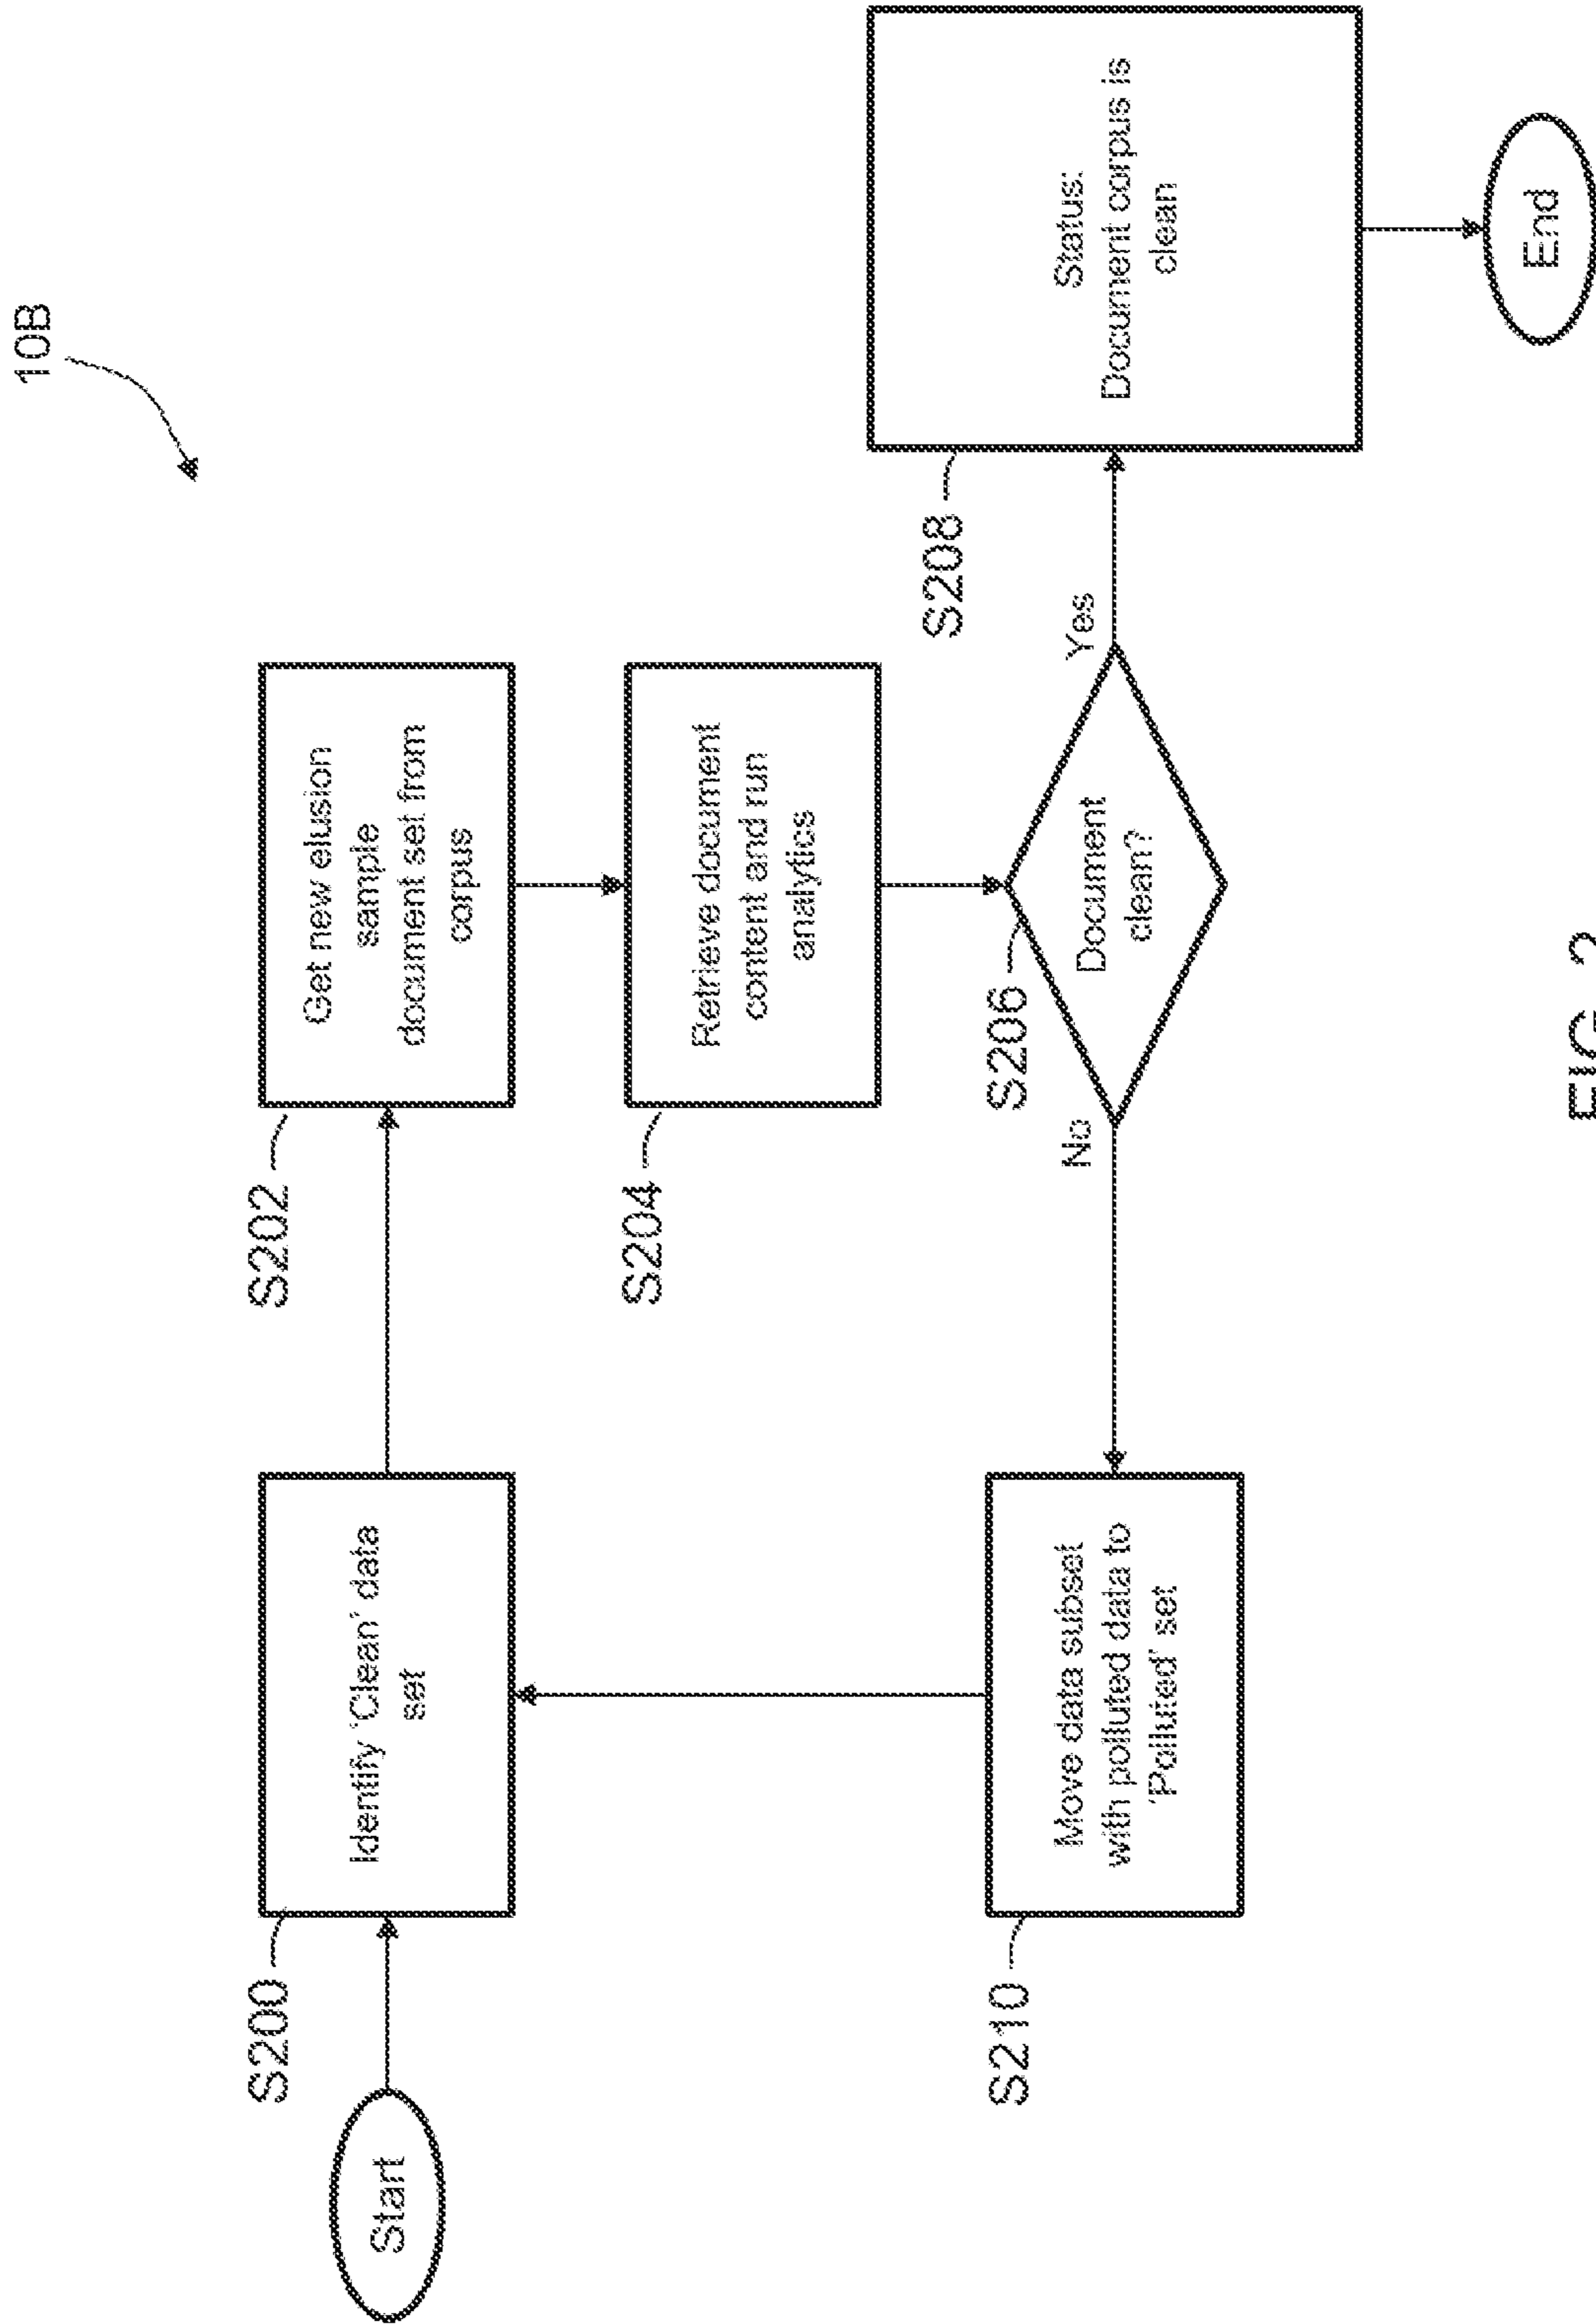 10B
Start
S200
Identify 'Clean' data
set
S202
Get new elusion
sample
document set from
corpus
S204
Retrieve document
content and run
analytics
S206
Document
clean?
No
Yes
S208
Status:
Document corpus is
clean
End
S210
Move data subset
with polluted data to
'Polluted' set
FIG. 2